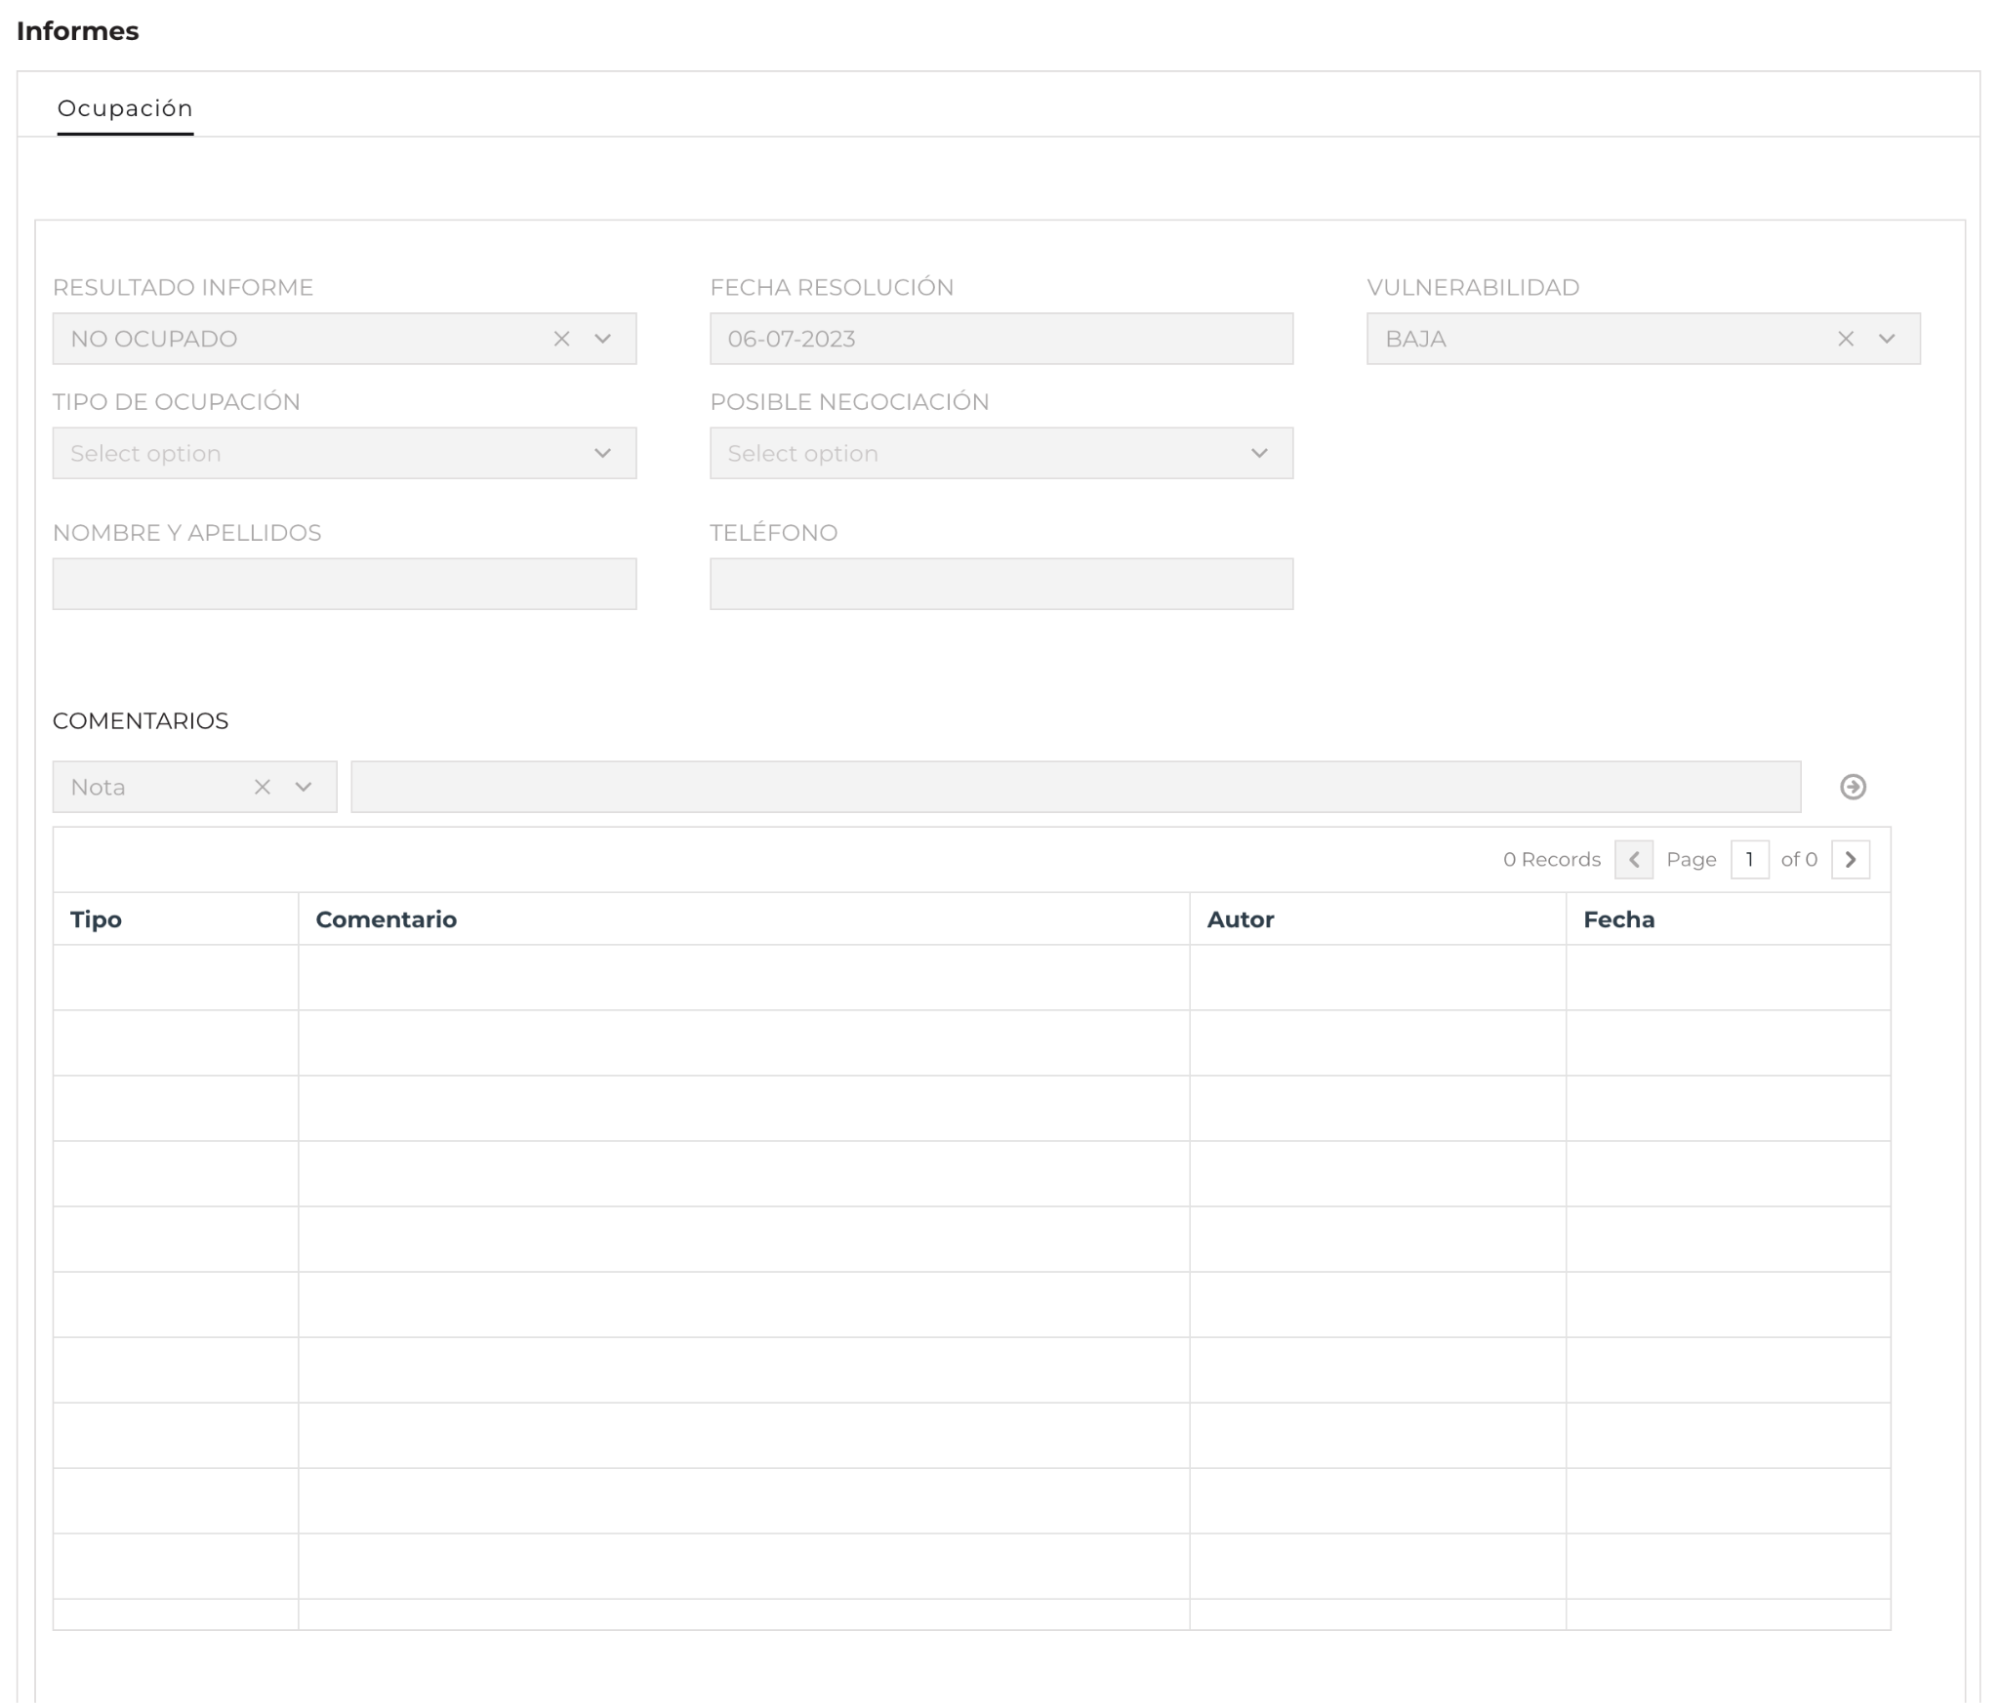 Informes
Ocupación
RESULTADO INFORME FECHA RESOLUCIÓN VULNERABILIDAD
NO OCUPADO 06-07-2023 BAJA
TIPO DE OCUPACIÓN POSIBLE NEGOCIACIÓN
Select option Select option
NOMBRE Y APELLIDOS TELÉFONO
COMENTARIOS
Nota
0 Records Page 1 of 0
Tipo Comentario Autor Fecha